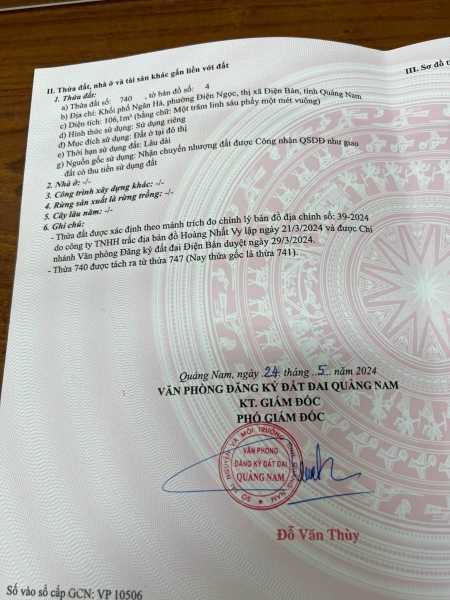 II. Thửa đất, nhà ở và tài sản khác gắn liền với đất
III. Sơ đồ t
1. Thửa đất:
a) Thửa đất số: 740 , tờ bản đồ số: 4
b) Địa chỉ: Khối phố Ngân Hà, phường Điện Ngọc, thị xã Điện Bàn, tỉnh Quảng Nam
c) Diện tích: 106,1m² (bằng chữ: Một trăm linh sáu phẩy một mét vuông)
d) Hình thức sử dụng: Sử dụng riêng
đ) Mục đích sử dụng: Đất ở tại đô thị
e) Thời hạn sử dụng đất: Lâu dài
g) Nguồn gốc sử dụng: Nhận chuyển nhượng đất được Công nhận QSDĐ như giao
đất có thu tiền sử dụng đất
2. Nhà ở: -/-
3. Công trình xây dựng khác: -/-
4. Rừng sản xuất là rừng trồng: -/-
5. Cây lâu năm: -/-
6. Ghi chú:
- Thửa đất được xác định theo mảnh trích đo chỉnh lý bản đồ địa chính số: 39-2024
do công ty TNHH trắc địa bản đồ Hoàng Nhất Vy lập ngày 21/3/2024 và được Chi
nhánh Văn phòng Đăng ký đất đai Điện Bàn duyệt ngày 29/3/2024.
- Thửa 740 được tách ra từ thửa 747 (Nay thửa gốc là thửa 741).
Quảng Nam, ngày .24. tháng ..5... năm 2024
VĂN PHÒNG ĐĂNG KÝ ĐẤT ĐAI QUẢNG NAM
KT. GIÁM ĐỐC
PHÓ GIÁM ĐỐC
SỞ TÀI NGUYÊN VÀ MÔI TRƯỜNG TỈNH QUẢNG NAM
VĂN PHÒNG
ĐĂNG KÝ ĐẤT ĐAI
QUẢNG NAM
Đỗ Văn Thùy
Số vào sổ cấp GCN: VP 10506